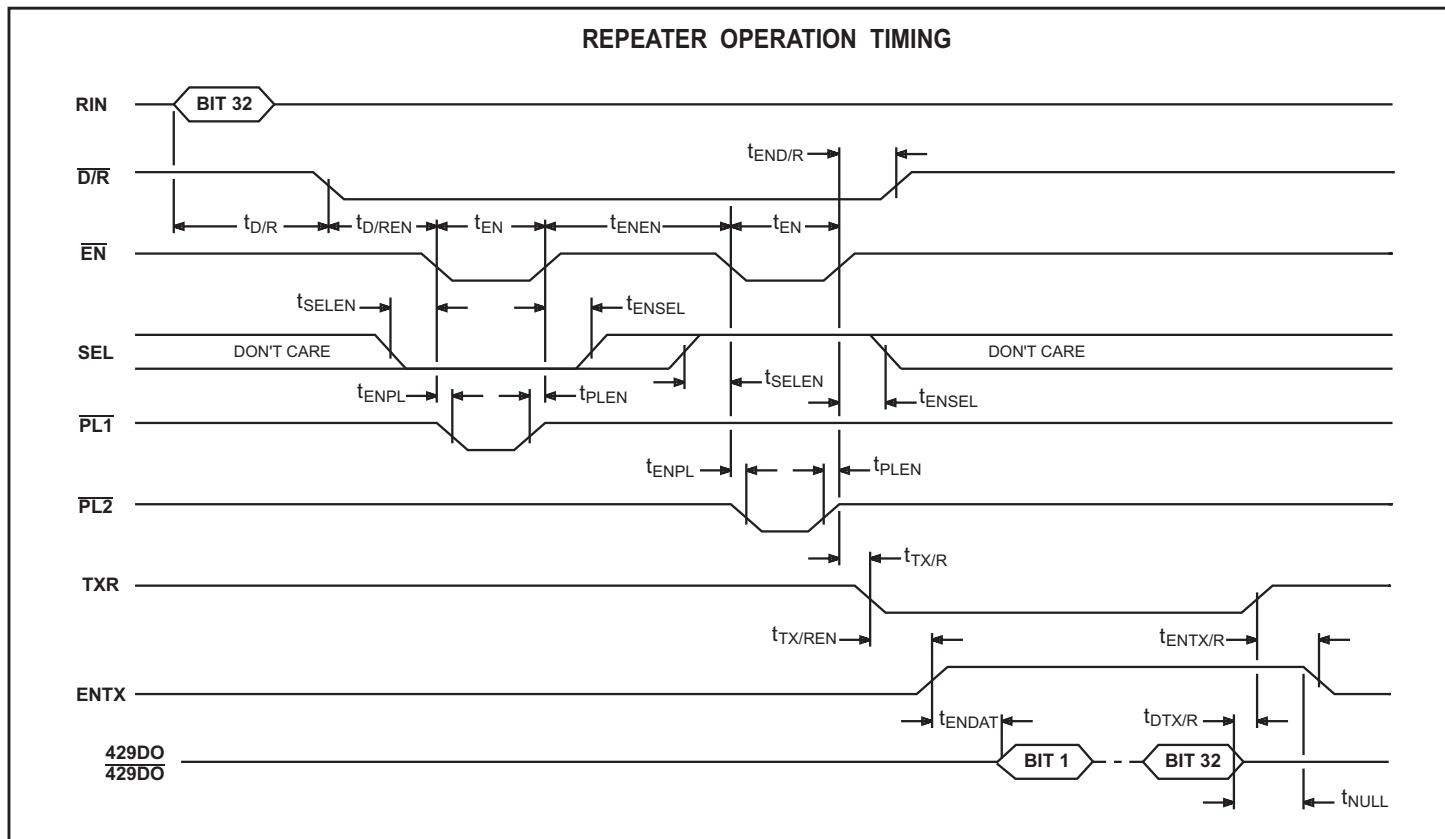 REPEATER OPERATION TIMING
RIN
BIT 32
tEND/R
D/R
tD/R
tD/REN
tEN
tENEN
tEN
EN
tSELEN
tENSEL
SEL
DON'T CARE
DON'T CARE
tSELEN
tENSEL
tENPL
tPLEN
PL1
tENPL
tPLEN
PL2
tTX/R
TXR
tTX/REN
tENTX/R
ENTX
tENDAT
tDTX/R
429DO
429DO
BIT 1
BIT 32
tNULL